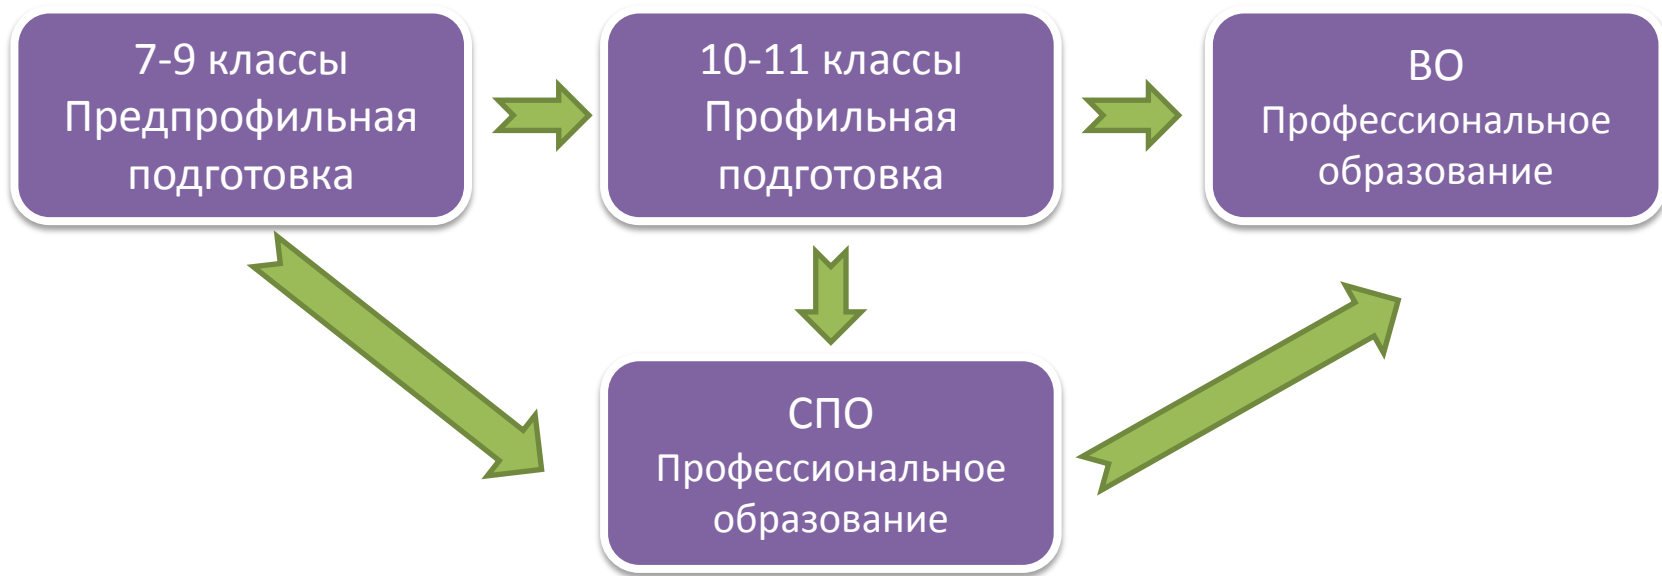 7-9 классы
Предпрофильная
подготовка
10-11 классы
Профильная
подготовка
ВО
Профессиональное
образование
СПО
Профессиональное
образование